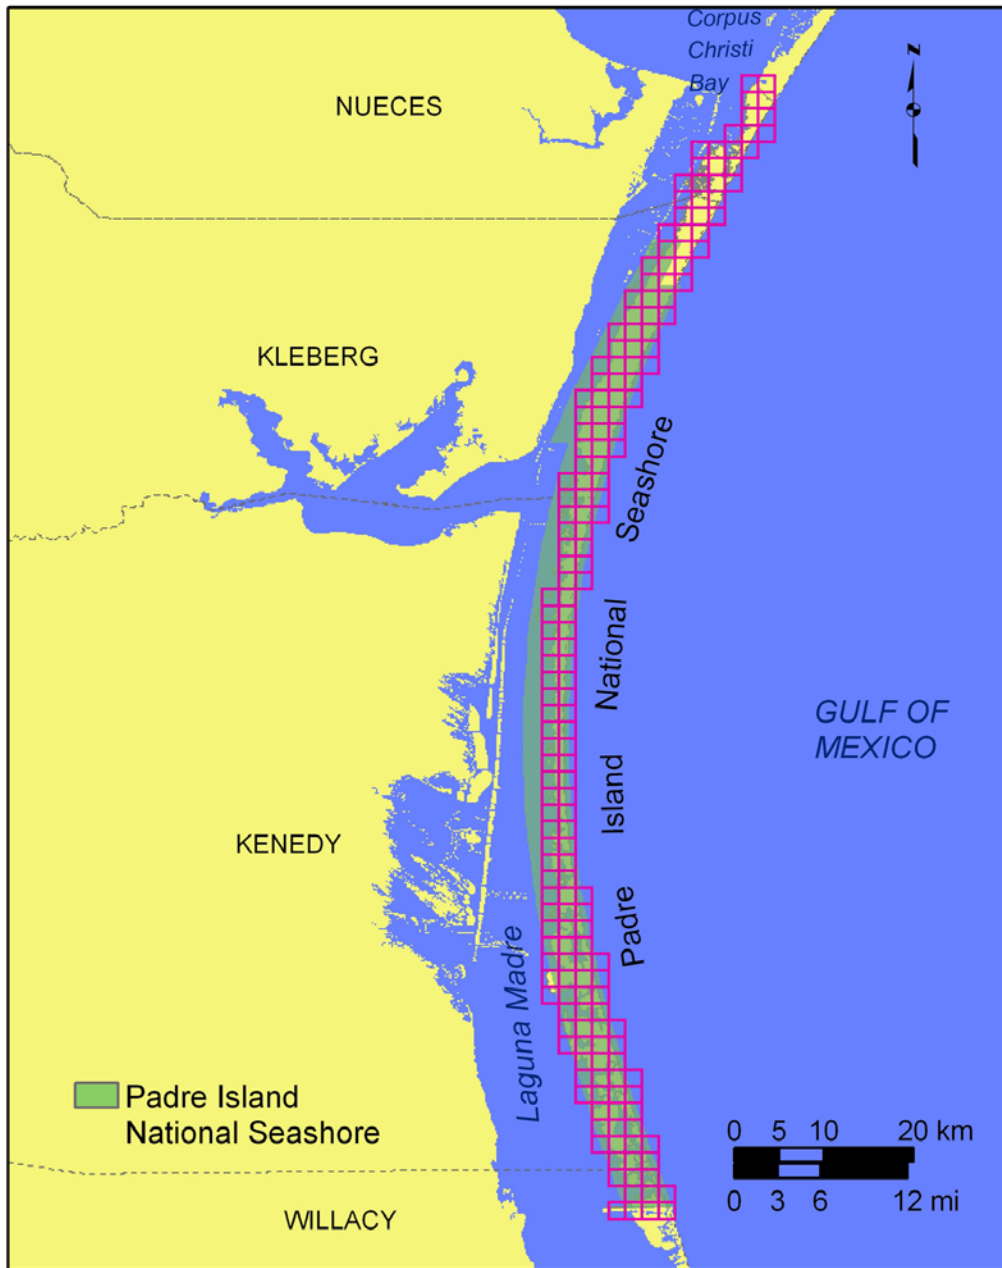 Corpus
Christi
Bay
z
NUECES
KLEBERG
Seashore
National
GULF OF
MEXICO
Island
KENEDY
Padre
Laguna Madre
Padre Island
National Seashore
0 5 10 20 km
0 3 6 12 mi
WILLACY